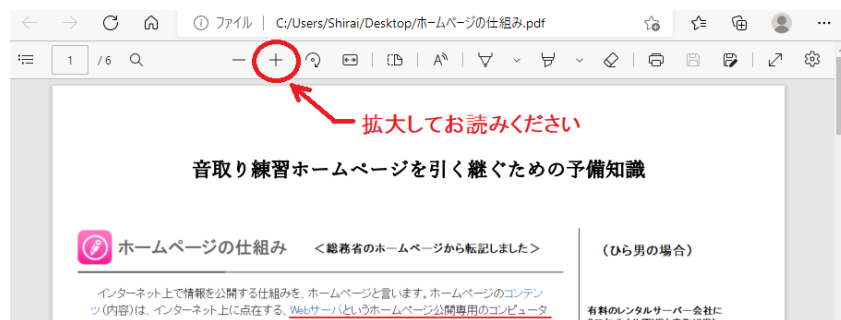 ファイル | C:/Users/Shirai/Desktop/ホームページの仕組み.pdf
1 / 6
拡大してお読みください
音取り練習ホームページを引く継ぐための予備知識
ホームページの仕組み <総務省のホームページから転記しました>
(ひら男の場合)
インターネット上で情報を公開する仕組みを、ホームページと言います。ホームページのコンテン
ツ(内容)は、インターネット上に点在する、Webサーバというホームページ公開専用のコンピュータ
有料のレンタルサーバー会社に